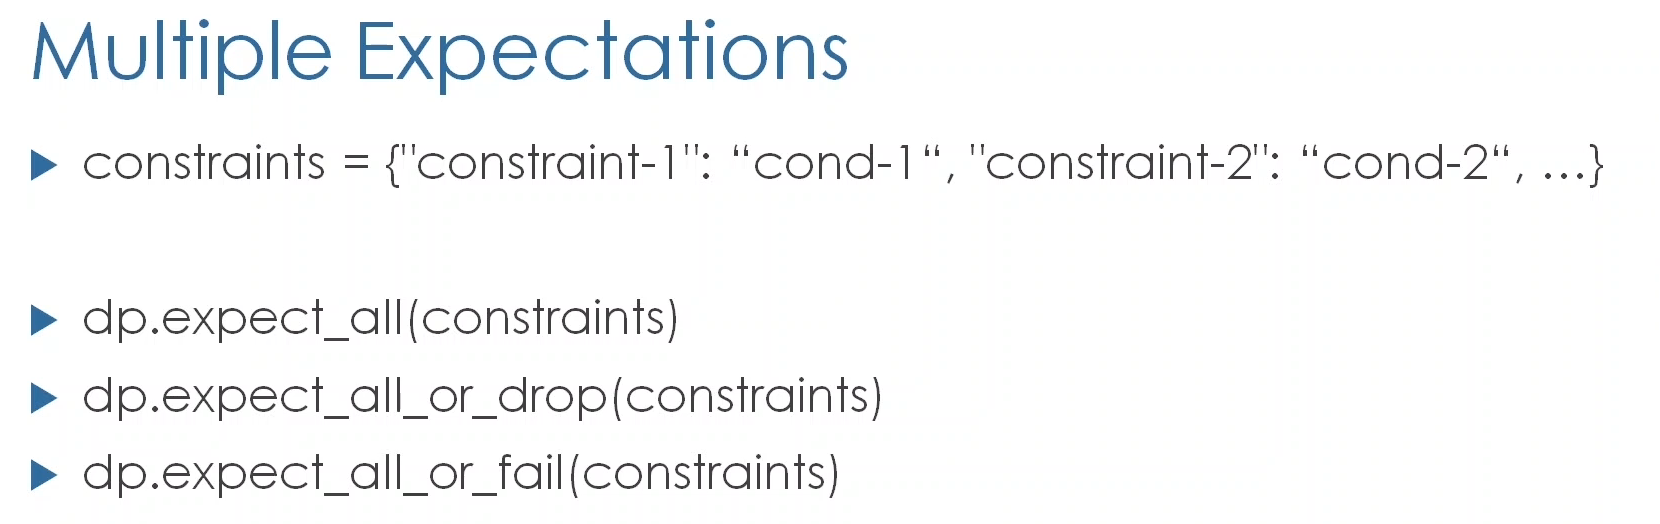 Multiple Expectations
constraints = {"constraint-1": “cond-1“, "constraint-2": “cond-2“, ...}
dp.expect_all(constraints)
dp.expect_all_or_drop(constraints)
dp.expect_all_or_fail(constraints)